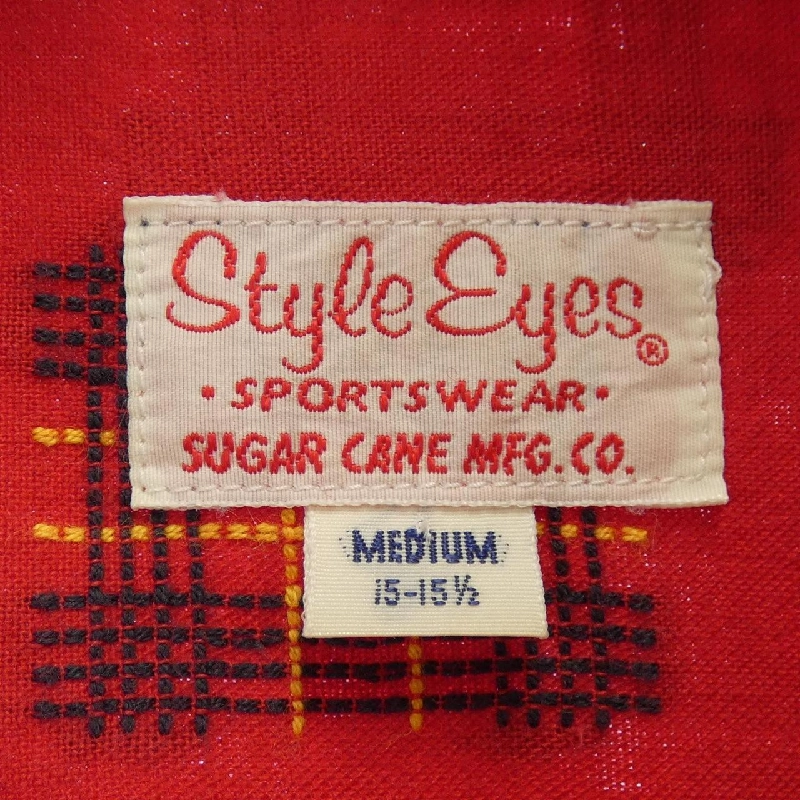 Style Eyes®
• SPORTSWEAR •
SUGAR CANE MFG. CO.
MEDIUM
15-15½